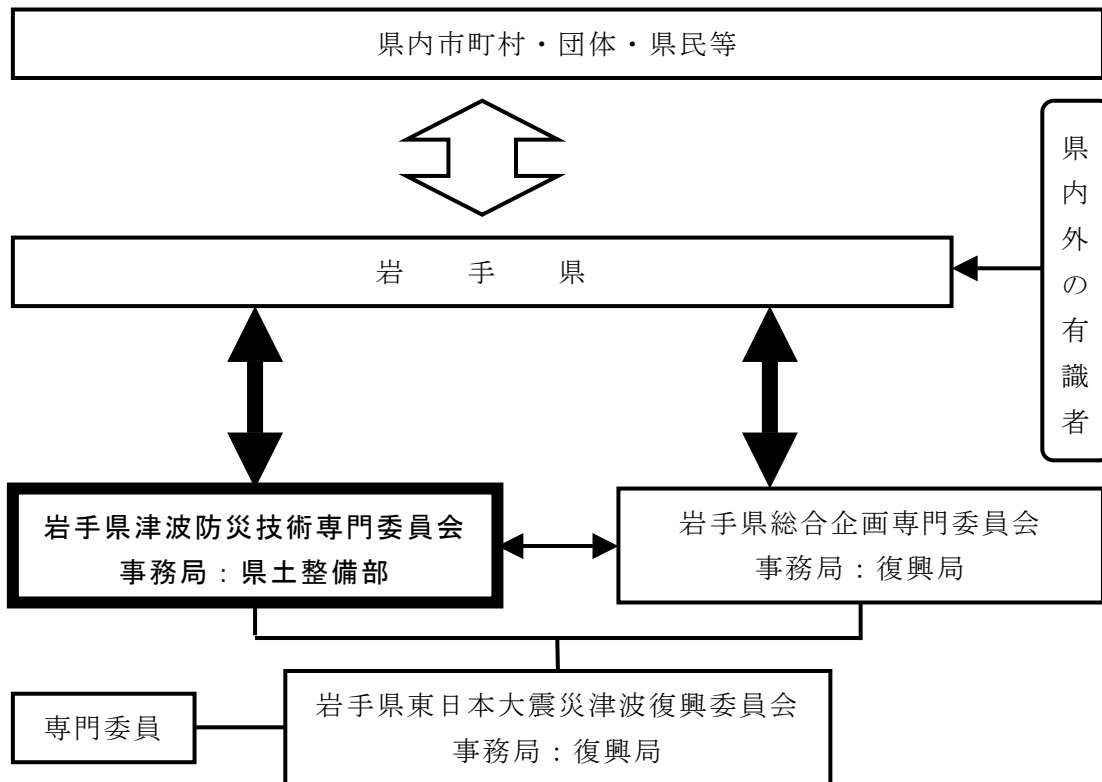 県内市町村・団体・県民等
岩　手　県
県内外の有識者
岩手県津波防災技術専門委員会
事務局：県土整備部
岩手県総合企画専門委員会
事務局：復興局
専門委員
岩手県東日本大震災津波復興委員会
事務局：復興局